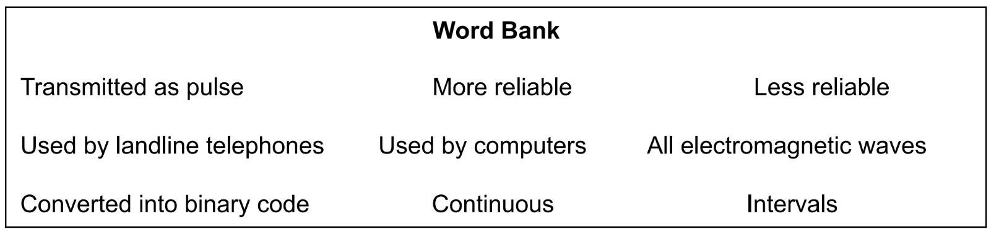 Word Bank
Transmitted as pulse More reliable Less reliable
Used by landline telephones Used by computers All electromagnetic waves
Converted into binary code Continuous Intervals